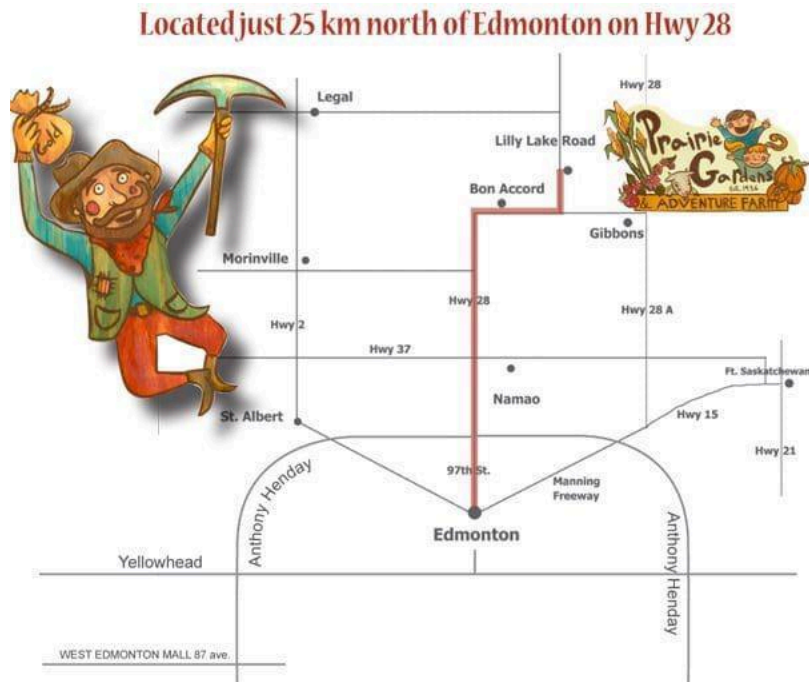 Located just 25 km north of Edmonton on Hwy 28
Hwy 28
Legal
Gold
Lilly Lake Road
Prairie
Gardens
est. 1956
& ADVENTURE FARM
Bon Accord
Gibbons
Morinville
Hwy 28
Hwy 28 A
Hwy 2
Hwy 37
Ft. Saskatchewan
Namao
St. Albert
Hwy 15
Hwy 21
97th St.
Anthony Henday
Manning
Freeway
Edmonton
Anthony Henday
Yellowhead
WEST EDMONTON MALL 87 ave.